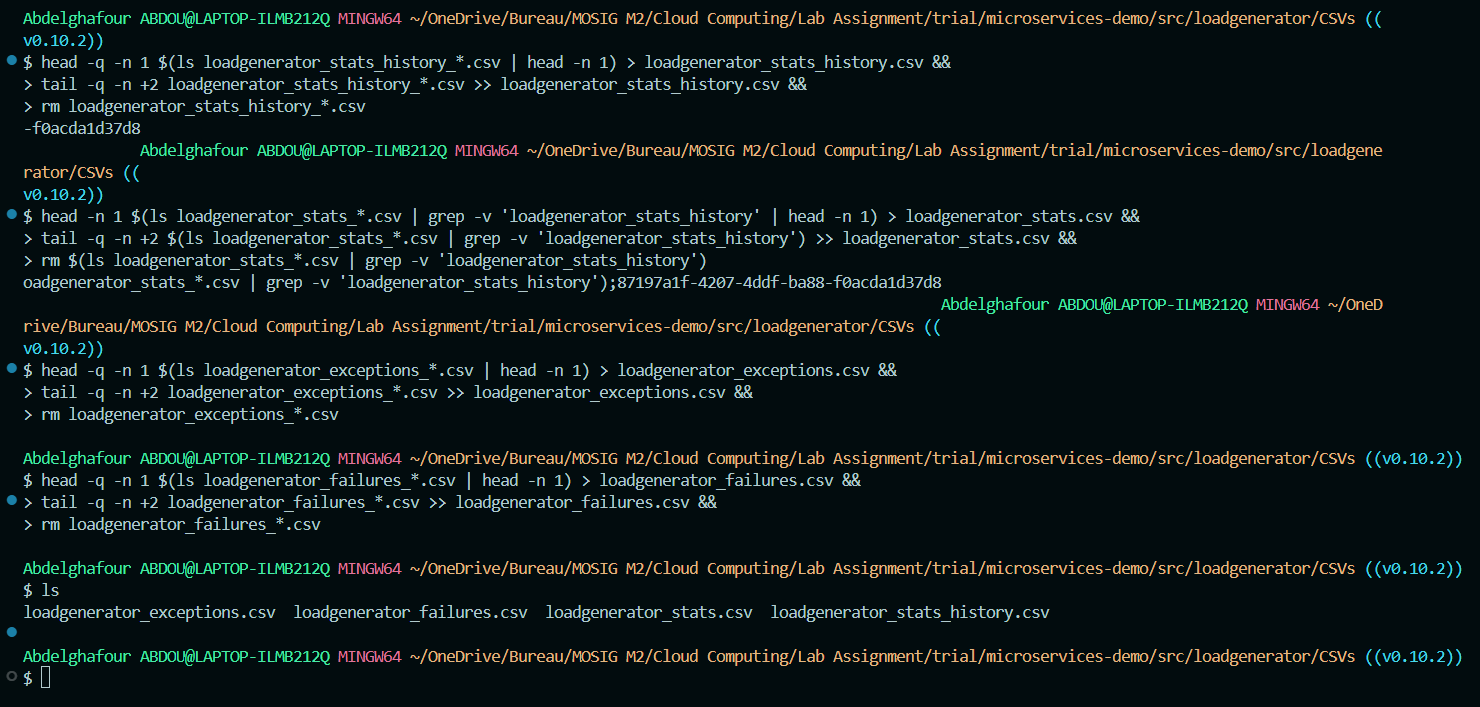 Abdelghafour ABDOU@LAPTOP-ILMB212Q MINGW64 ~/OneDrive/Bureau/MOSIG M2/Cloud Computing/Lab Assignment/trial/microservices-demo/src/loadgenerator/CSVs ((
v0.10.2))
$ head -q -n 1 $(ls loadgenerator_stats_history_*.csv | head -n 1) > loadgenerator_stats_history.csv &&
> tail -q -n +2 loadgenerator_stats_history_*.csv >> loadgenerator_stats_history.csv &&
> rm loadgenerator_stats_history_*.csv
-f0acda1d37d8
Abdelghafour ABDOU@LAPTOP-ILMB212Q MINGW64 ~/OneDrive/Bureau/MOSIG M2/Cloud Computing/Lab Assignment/trial/microservices-demo/src/loadgene
rator/CSVs ((
v0.10.2))
$ head -n 1 $(ls loadgenerator_stats_*.csv | grep -v 'loadgenerator_stats_history' | head -n 1) > loadgenerator_stats.csv &&
> tail -q -n +2 $(ls loadgenerator_stats_*.csv | grep -v 'loadgenerator_stats_history') >> loadgenerator_stats.csv &&
> rm $(ls loadgenerator_stats_*.csv | grep -v 'loadgenerator_stats_history')
oadgenerator_stats_*.csv | grep -v 'loadgenerator_stats_history');87197a1f-4207-4ddf-ba88-f0acda1d37d8
Abdelghafour ABDOU@LAPTOP-ILMB212Q MINGW64 ~/OneD
rive/Bureau/MOSIG M2/Cloud Computing/Lab Assignment/trial/microservices-demo/src/loadgenerator/CSVs ((
v0.10.2))
$ head -q -n 1 $(ls loadgenerator_exceptions_*.csv | head -n 1) > loadgenerator_exceptions.csv &&
> tail -q -n +2 loadgenerator_exceptions_*.csv >> loadgenerator_exceptions.csv &&
> rm loadgenerator_exceptions_*.csv
Abdelghafour ABDOU@LAPTOP-ILMB212Q MINGW64 ~/OneDrive/Bureau/MOSIG M2/Cloud Computing/Lab Assignment/trial/microservices-demo/src/loadgenerator/CSVs ((v0.10.2))
$ head -q -n 1 $(ls loadgenerator_failures_*.csv | head -n 1) > loadgenerator_failures.csv &&
> tail -q -n +2 loadgenerator_failures_*.csv >> loadgenerator_failures.csv &&
> rm loadgenerator_failures_*.csv
Abdelghafour ABDOU@LAPTOP-ILMB212Q MINGW64 ~/OneDrive/Bureau/MOSIG M2/Cloud Computing/Lab Assignment/trial/microservices-demo/src/loadgenerator/CSVs ((v0.10.2))
$ ls
loadgenerator_exceptions.csv  loadgenerator_failures.csv  loadgenerator_stats.csv  loadgenerator_stats_history.csv
Abdelghafour ABDOU@LAPTOP-ILMB212Q MINGW64 ~/OneDrive/Bureau/MOSIG M2/Cloud Computing/Lab Assignment/trial/microservices-demo/src/loadgenerator/CSVs ((v0.10.2))
$